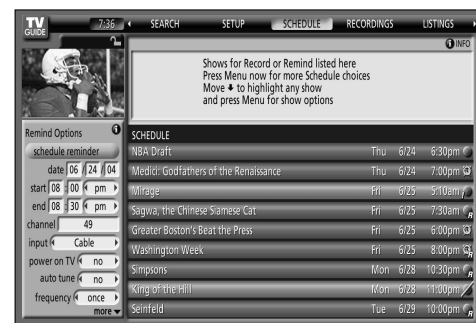 TV GUIDE 7:36 SEARCH SETUP SCHEDULE RECORDINGS LISTINGS
INFO
Shows for Record or Remind listed here
Press Menu now for more Schedule choices
Move to highlight any show
and press Menu for show options
Remind Options
schedule reminder
date 06 24 04
start 08 : 00 pm
end 08 : 30 pm
channel 49
input Cable
power on TV no
auto tune no
frequency once
more
SCHEDULE
NBA Draft Thu 6/24 6:30pm
Medici: Godfathers of the Renaissance Thu 6/24 7:00pm
Mirage Fri 6/25 5:10am
Sagwa, the Chinese Siamese Cat Fri 6/25 7:30am R
Greater Boston's Beat the Press Fri 6/25 6:00pm
Washington Week Fri 6/25 8:00pm R
Simpsons Mon 6/28 10:30pm R
King of the Hill Mon 6/28 11:00pm
Seinfeld Tue 6/29 10:00pm R